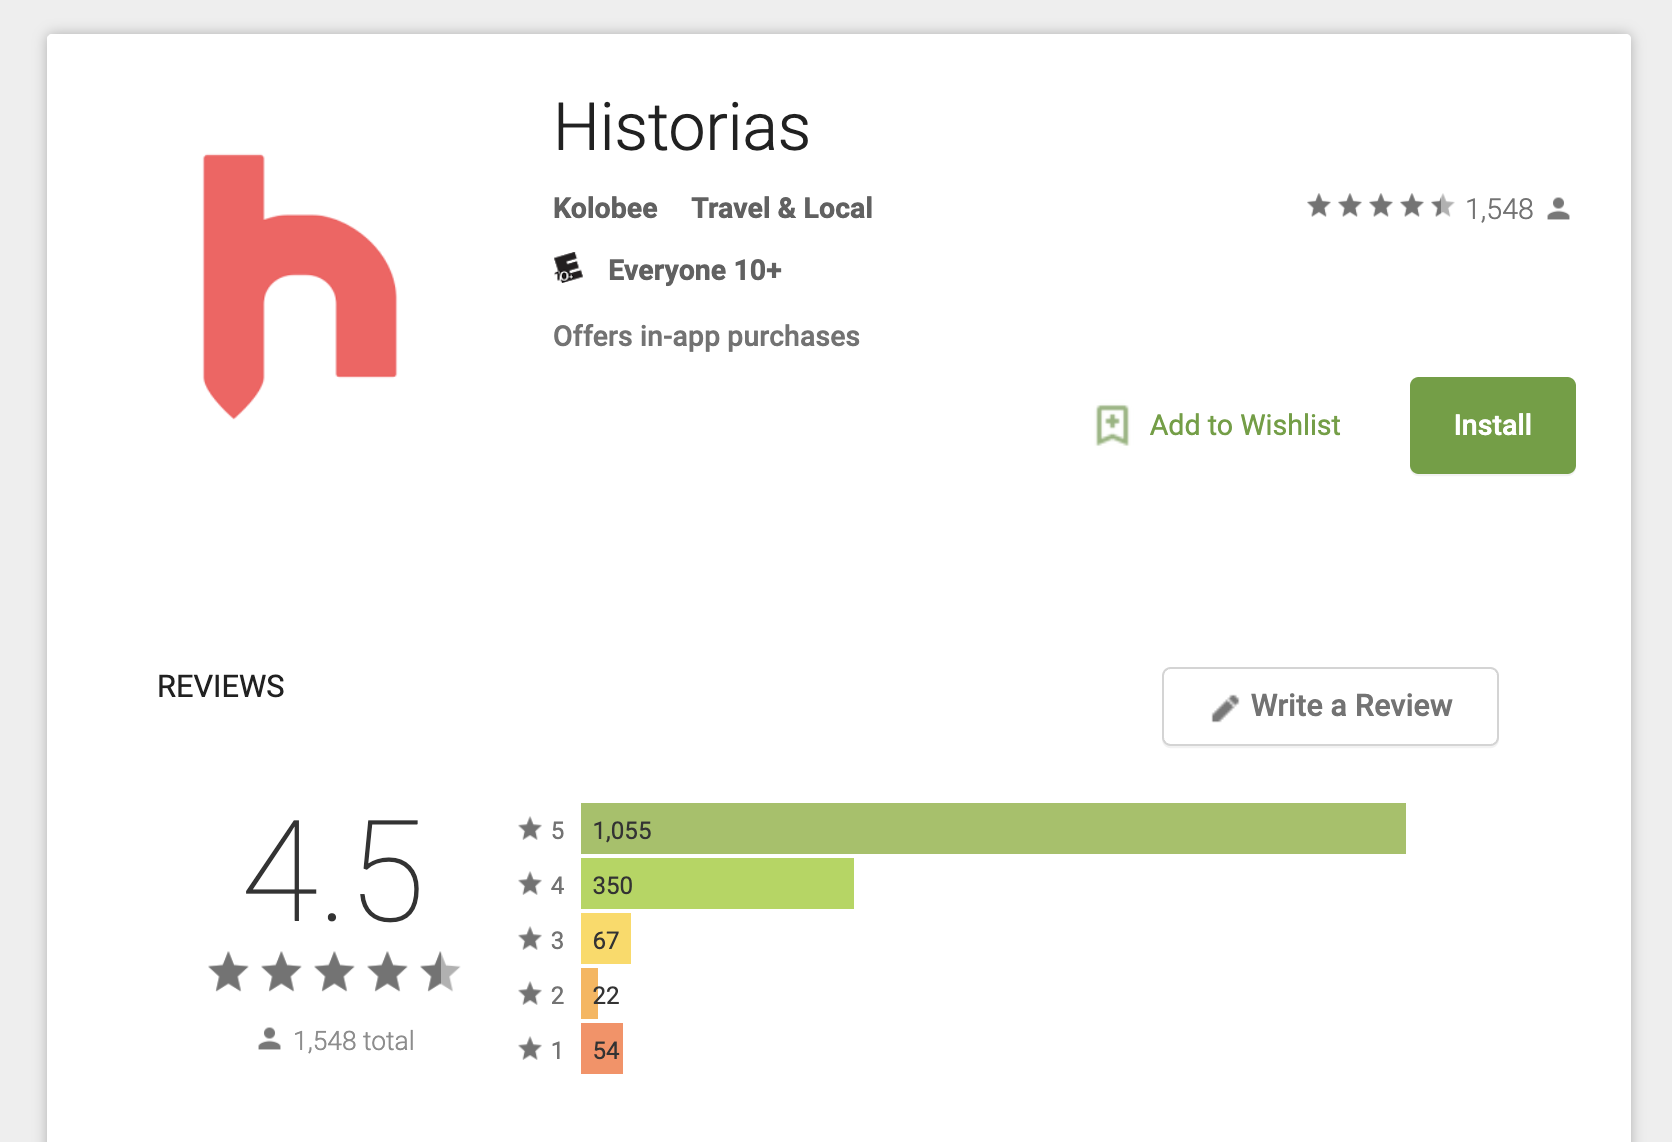 h
Historias
Kolobee Travel & Local
1,548
E 10+ Everyone 10+
Offers in-app purchases
Add to Wishlist
Install
REVIEWS
Write a Review
4.5
1,548 total
5 1,055
4 350
3 67
2 22
1 54